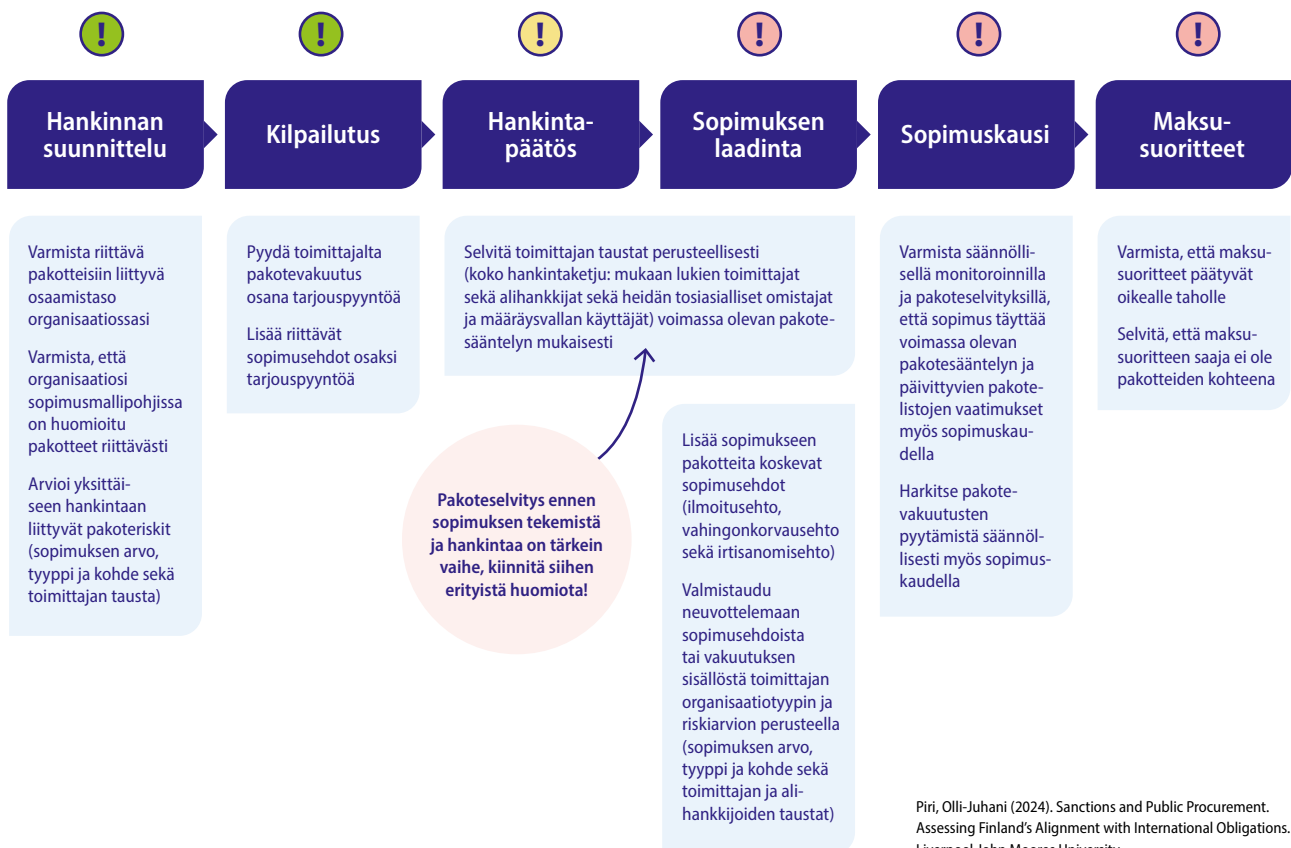 !
!
!
!
!
!
Hankinnan
suunnittelu
Kilpailutus
Hankinta-
päätös
Sopimuksen
laadinta
Sopimuskausi
Maksu-
suoritteet
Varmista riittävä
pakotteisiin liittyvä
osaamistaso
organisaatiossasi
Varmista, että
organisaatiosi
sopimusmallipohjissa
on huomioitu
pakotteet riittävästi
Arvioi yksittäi-
seen hankintaan
liittyvät pakoteriskit
(sopimuksen arvo,
tyyppi ja kohde sekä
toimittajan tausta)
Pyydä toimittajalta
pakotevakuutus
osana tarjouspyyntöä
Lisää riittävät
sopimusehdot osaksi
tarjouspyyntöä
Selvitä toimittajan taustat perusteellisesti
(koko hankintaketju: mukaan lukien toimittajat
sekä alihankkijat sekä heidän tosiasialliset omistajat
ja määräysvallan käyttäjät) voimassa olevan pakote-
sääntelyn mukaisesti
Pakoteselvitys ennen
sopimuksen tekemistä
ja hankintaa on tärkein
vaihe, kiinnitä siihen
erityistä huomiota!
Lisää sopimukseen
pakotteita koskevat
sopimusehdot
(ilmoitusehto,
vahingonkorvausehto
sekä irtisanomisehto)
Valmistaudu
neuvottelemaan
sopimusehdoista
tai vakuutuksen
sisällöstä toimittajan
organisaatiotyypin ja
riskiarvion perusteella
(sopimuksen arvo,
tyyppi ja kohde sekä
toimittajan ja ali-
hankkijoiden taustat)
Varmista säännölli-
sellä monitoroinnilla
ja pakoteselvityksillä,
että sopimus täyttää
voimassa olevan
pakotesääntelyn ja
päivittyvien pakote-
listojen vaatimukset
myös sopimuskau-
della
Harkitse pakote-
vakuutusten
pyytämistä säännöl-
lisesti myös sopimus-
kaudella
Varmista, että maksu-
suoritteet päätyvät
oikealle taholle
Selvitä, että maksu-
suoritteen saaja ei ole
pakotteiden kohteena
Piri, Olli-Juhani (2024). Sanctions and Public Procurement.
Assessing Finland's Alignment with International Obligations.
Liverpool John Moores University